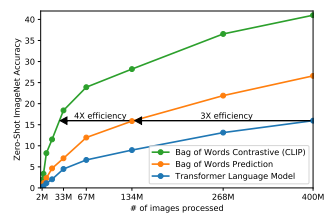 Zero-Shot ImageNet Accuracy
40
35
30
25
20
15
10
5
0
4X efficiency
3X efficiency
Bag of Words Contrastive (CLIP)
Bag of Words Prediction
Transformer Language Model
2M 33M 67M 134M 268M 400M
# of images processed